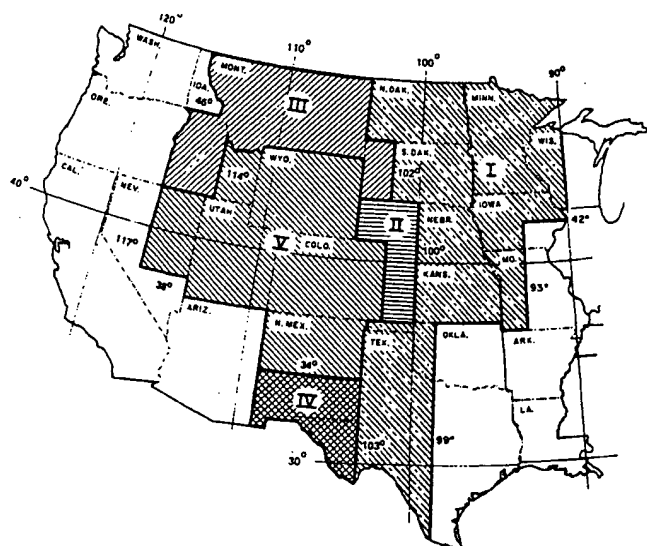 120°
110°
100°
90°
WASH.
MONT.
N. DAK.
MINN.
IDA.
46°
ORE.
III
WIS.
S. DAK.
I
WYO.
102°
114°
CAL.
NEV.
40°
UTAH
II
NEBR.
IOWA
42°
V
COLO.
100°
117°
38°
KANS.
MO.
93°
ARIZ.
N. MEX.
TEX.
OKLA.
ARK.
34°
IV
LA.
103°
99°
30°